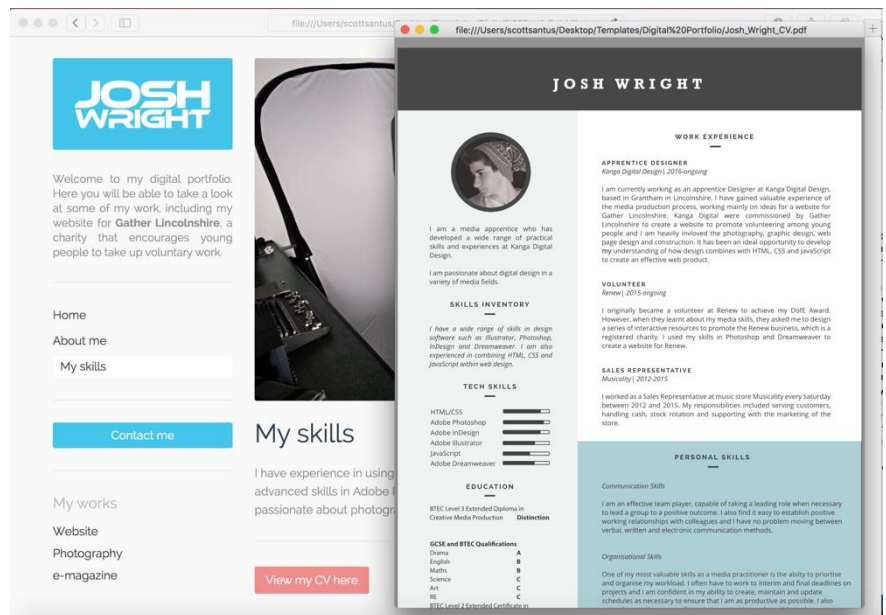 file:///Users/scottsantus/
file:///Users/scottsantus/Desktop/Templates/Digital%20Portfolio/Josh_Wright_CV.pdf
JOSH
WRIGHT
Welcome to my digital portfolio.
Here you will be able to take a look
at some of my work, including my
website for Gather Lincolnshire, a
charity that encourages young
people to take up voluntary work.
Home
About me
My skills
Contact me
My works
Website
Photography
e-magazine
My skills
I have experience in using
advanced skills in Adobe
passionate about photogr
View my CV here
JOSH WRIGHT
I am a media apprentice who has
developed a wide range of practical
skills and experiences at Kanga Digital
Design.
I am passionate about digital design in a
variety of media fields.
SKILLS INVENTORY
I have a wide range of skills in design
software such as Illustrator, Photoshop,
InDesign and Dreamweaver. I am also
experienced in combining HTML, CSS and
JavaScript within web design.
TECH SKILLS
HTML/CSS
Adobe Photoshop
Adobe InDesign
Adobe Illustrator
JavaScript
Adobe Dreamweaver
EDUCATION
BTEC Level 3 Extended Diploma in
Creative Media Production Distinction
GCSE and BTEC Qualifications
Drama A
English B
Maths B
Science C
Art C
RE C
BTEC Level 2 Extended Certificate in
WORK EXPERIENCE
APPRENTICE DESIGNER
Kanga Digital Design| 2016-ongoing
I am currently working as an apprentice Designer at Kanga Digital Design,
based in Grantham in Lincolnshire. I have gained valuable experience of
the media production process, working mainly on ideas for a website for
Gather Lincolnshire. Kanga Digital were commissioned by Gather
Lincolnshire to create a website to promote volunteering among young
people and I am heavily invloved the photography, graphic design, web
page design and construction. It has been an ideal opportunity to develop
my understanding of how design combines with HTML, CSS and JavaScript
to create an effective web product.
VOLUNTEER
Renew| 2015-ongoing
I originally became a volunteer at Renew to achieve my DofE Award.
However, when they learnt about my media skills, they asked me to design
a series of interactive resources to promote the Renew business, which is a
registered charity. I used my skills in Photoshop and Dreamweaver to
create a website for Renew.
SALES REPRESENTATIVE
Musicality| 2012-2015
I worked as a Sales Representative at music store Musicality every Saturday
between 2012 and 2015. My responsibilities included serving customers,
handling cash, stock rotation and supporting with the marketing of the
store.
PERSONAL SKILLS
Communication Skills
I am an effective team player, capable of taking a leading role when necessary
to lead a group to a positive outcome. I also find it easy to establish positive
working relationships with colleagues and I have no problem moving between
verbal, written and electronic communication methods.
Organisational Skills
One of my most valuable skills as a media practitioner is the abilty to priortise
and organise my workload. I often have to work to interim and final deadlines on
projects and I am confident in my ability to create, maintain and update
schedules as necessary to ensure that I am as productive as possible. I also